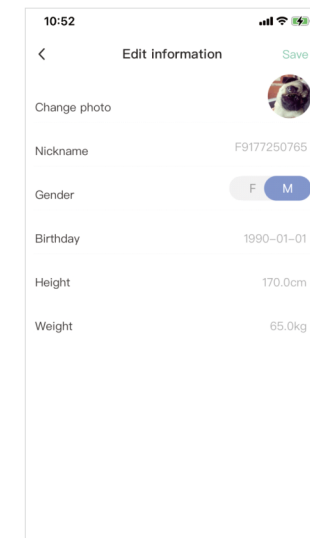 10:52
Edit information
Save
Change photo
Nickname F9177250765
Gender F M
Birthday 1990-01-01
Height 170.0cm
Weight 65.0kg